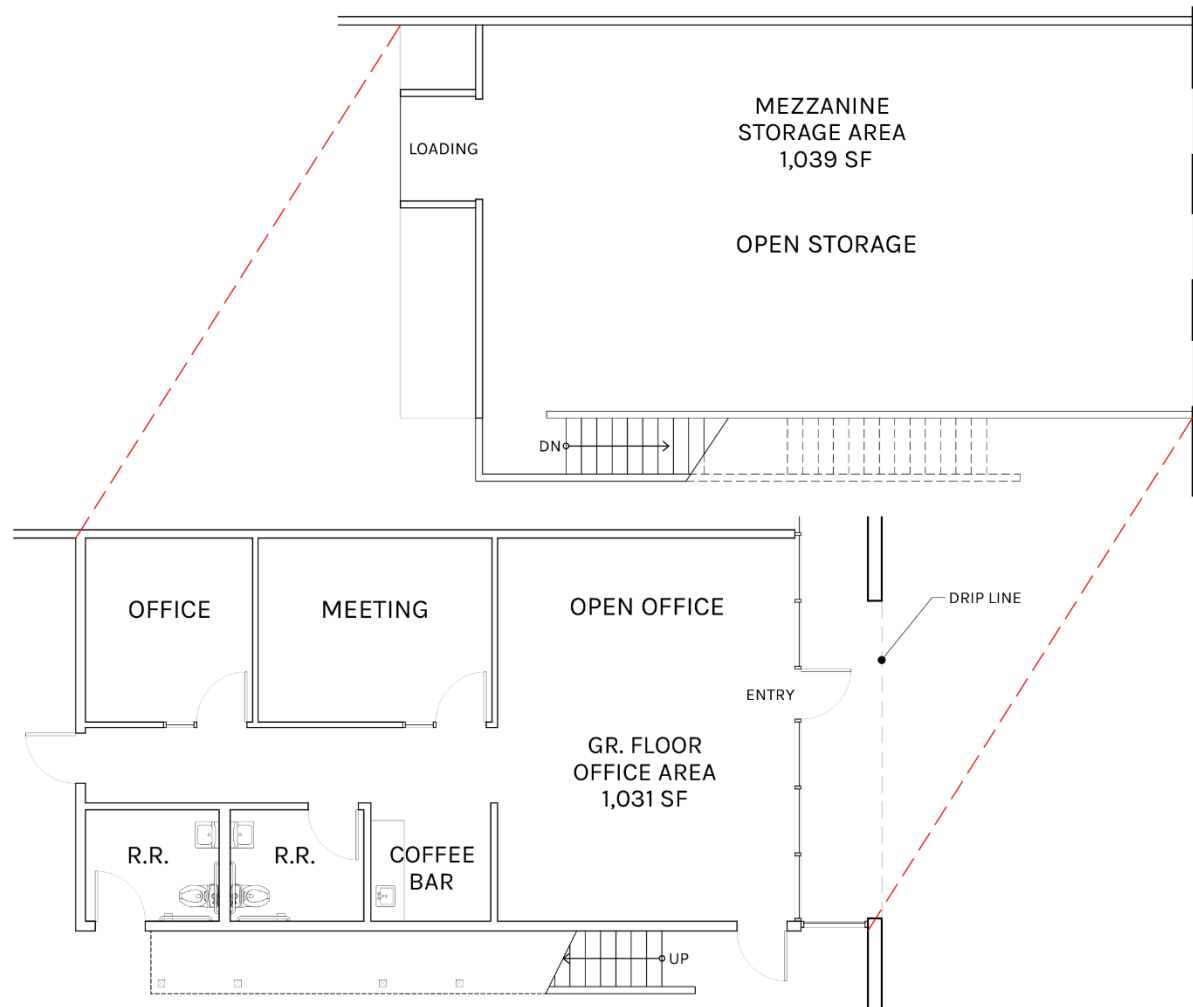 MEZZANINE
STORAGE AREA
1,039 SF
LOADING
OPEN STORAGE
DN
OFFICE
MEETING
OPEN OFFICE
DRIP LINE
ENTRY
GR. FLOOR
OFFICE AREA
1,031 SF
R.R.
R.R.
COFFEE
BAR
UP